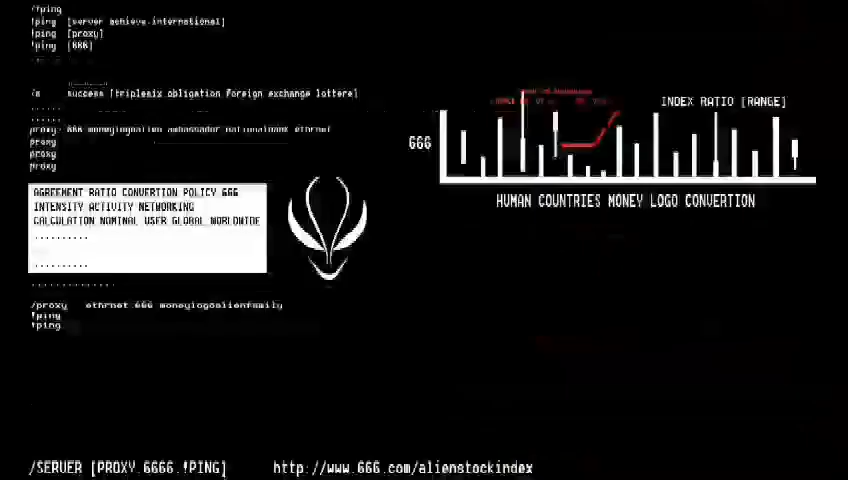 /!ping
!ping [server achieve.international]
!ping [proxy]
!ping [666]
/s success [triplesix obligation Foreign exchange lottere]
......
......
proxy: 666 moneylogoalien ambassador nationalbank ethrnet
proxy
proxy
proxy
INDEX RATIO [RANGE]
666
HUMAN COUNTRIES MONEY LOGO CONVERTION
AGREEMENT RATIO CONVERTION POLICY 666
INTENSITY ACTIVITY NETWORKING
CALCULATION NOMINAL USER GLOBAL WORLDWIDE
..........
..........
..............
/proxy ethrnet 666 moneylogoalienfamily
!ping
!ping
/SERVER [PROXY.6666.!PING] http://www.666.com/alienstockindex